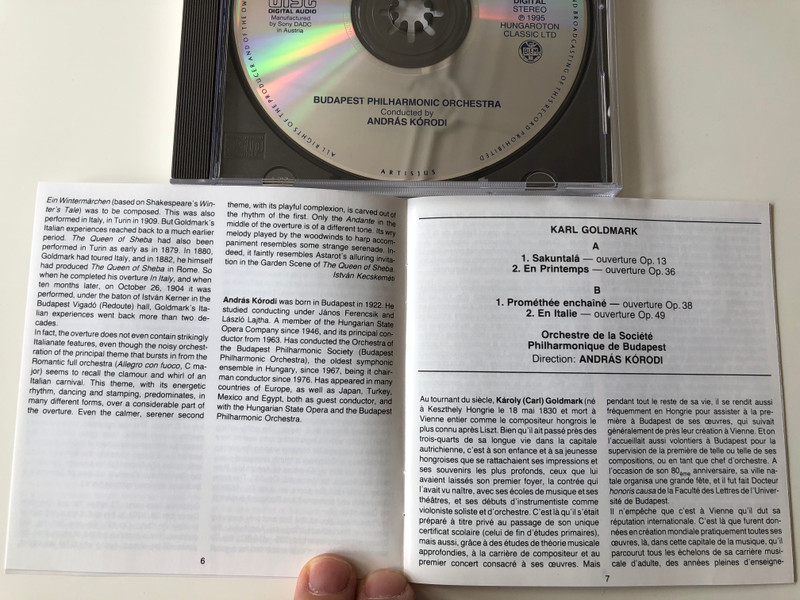 DISC
DIGITAL AUDIO
Manufactured
by Sony DADC
in Austria
DIGITAL
STEREO
℗ 1995
HUNGAROTON
CLASSIC LTD
BUDAPEST PHILHARMONIC ORCHESTRA
Conducted by
ANDRÁS KÓRODI
ALL RIGHTS OF THE PRODUCER AND OF THE OW
D BROADCASTING OF THIS RECORD PROHIBITED
ARTISJUS
Ein Wintermärchen (based on Shakespeare's Win-
ter's Tale) was to be composed. This was also
performed in Italy, in Turin in 1909. But Goldmark's
Italian experiences reached back to a much earlier
period. The Queen of Sheba had also been
performed in Turin as early as in 1879. In 1880,
Goldmark had toured Italy, and in 1882, he himself
had produced The Queen of Sheba in Rome. So
when he completed his overture In Italy, and when
ten months later, on October 26, 1904 it was
performed, under the baton of István Kerner in the
Budapest Vigadó (Redoute) hall, Goldmark's Ita-
lian experiences went back more than two de-
cades.
In fact, the overture does not even contain strikingly
Italianate features, even though the noisy orchest-
ration of the principal theme that bursts in from the
Romantic full orchestra (Allegro con fuoco, C ma-
jor) seems to recall the clamour and whirl of an
Italian carnival. This theme, with its energetic
rhythm, dancing and stamping, predominates, in
many different forms, over a considerable part of
the overture. Even the calmer, serener second
theme, with its playful complexion, is carved out of
the rhythm of the first. Only the Andante in the
middle of the overture is of a different tone. Its wry
melody played by the woodwinds to harp accom-
paniment resembles some strange serenade. In-
deed, it faintly resembles Astarot's alluring invita-
tion in the Garden Scene of The Queen of Sheba.
István Kecskeméti
András Kórodi was born in Budapest in 1922. He
studied conducting under János Ferencsik and
László Lajtha. A member of the Hungarian State
Opera Company since 1946, and its principal con-
ductor from 1963. Has conducted the Orchestra of
the Budapest Philharmonic Society (Budapest
Philharmonic Orchestra), the oldest symphonic
ensemble in Hungary, since 1967, being it chair-
man conductor since 1976. Has appeared in many
countries of Europe, as well as Japan, Turkey,
Mexico and Egypt, both as guest conductor, and
with the Hungarian State Opera and the Budapest
Philharmonic Orchestra.
6
KARL GOLDMARK
A
1. Sakuntalâ — ouverture Op. 13
2. En Printemps — ouverture Op. 36
B
1. Prométhée enchaîné — ouverture Op. 38
2. En Italie — ouverture Op. 49
Orchestre de la Société
Philharmonique de Budapest
Direction: ANDRÁS KÓRODI
Au tournant du siècle, Károly (Carl) Goldmark (né
à Keszthely Hongrie le 18 mai 1830 et mort à
Vienne entier comme le compositeur hongrois le
plus connu après Liszt. Bien qu'il ait passé près des
trois-quarts de sa longue vie dans la capitale
autrichienne, c'est à son enfance et à sa jeunesse
hongroises que se rattachaient ses impressions et
ses souvenirs les plus profonds, ceux que lui
avaient laissés son premier foyer, la contrée qui
l'avait vu naître, avec ses écoles de musique et ses
théâtres, et ses débuts d'instrumentiste comme
violoniste soliste et d'orchestre. C'est là qu'il s'était
préparé à titre privé au passage de son unique
certificat scolaire (celui de fin d'études primaires),
mais aussi, grâce à des études de théorie musicale
approfondies, à la carrière de compositeur et au
premier concert consacré à ses œuvres. Mais
pendant tout le reste de sa vie, il se rendit aussi
fréquemment en Hongrie pour assister à la pre-
mière à Budapest de ses œuvres, qui suivait
généralement de près leur création à Vienne. Et on
l'accueillait aussi volontiers à Budapest pour la
supervision de la première de telle ou telle de ses
compositions, ou en tant que chef d'orchestre. A
l'occasion de son 80ème anniversaire, sa ville na-
tale organisa une grande fête, et il fut fait Docteur
honoris causa de la Faculté des Lettres de l'Univer-
sité de Budapest.
Il n'empêche que c'est à Vienne qu'il dut sa
réputation internationale. C'est là que furent don-
nées en création mondiale pratiquement toutes ses
œuvres, là, dans cette capitale de la musique, qu'il
parcourut tous les échelons de sa carrière musi-
cale d'adulte, des années pleines d'enseigne-
7